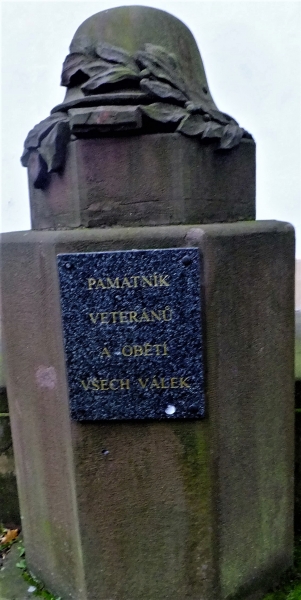 PAMÁTNÍK
VETERÁNŮ
A OBĚTÍ
VŠECH VÁLEK